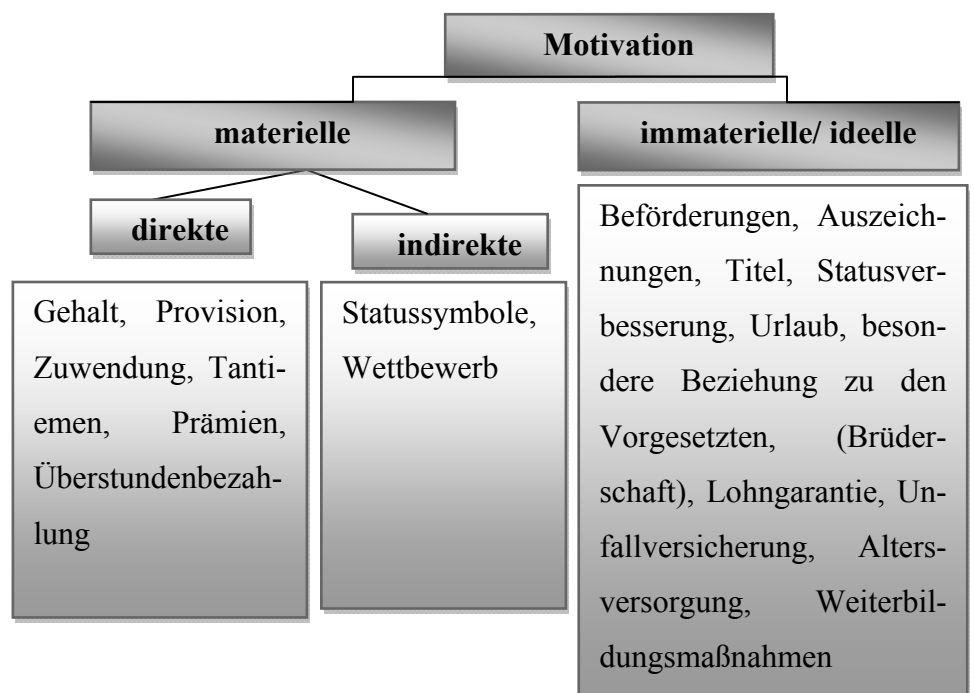 Motivation
materielle
immaterielle/ ideelle
direkte
indirekte
Gehalt, Provision,
Zuwendung, Tanti-
emen, Prämien,
Überstundenbezah-
lung
Statussymbole,
Wettbewerb
Beförderungen, Auszeich-
nungen, Titel, Statusver-
besserung, Urlaub, beson-
dere Beziehung zu den
Vorgesetzten, (Brüder-
schaft), Lohngarantie, Un-
fallversicherung, Alters-
versorgung, Weiterbil-
dungsmaßnahmen